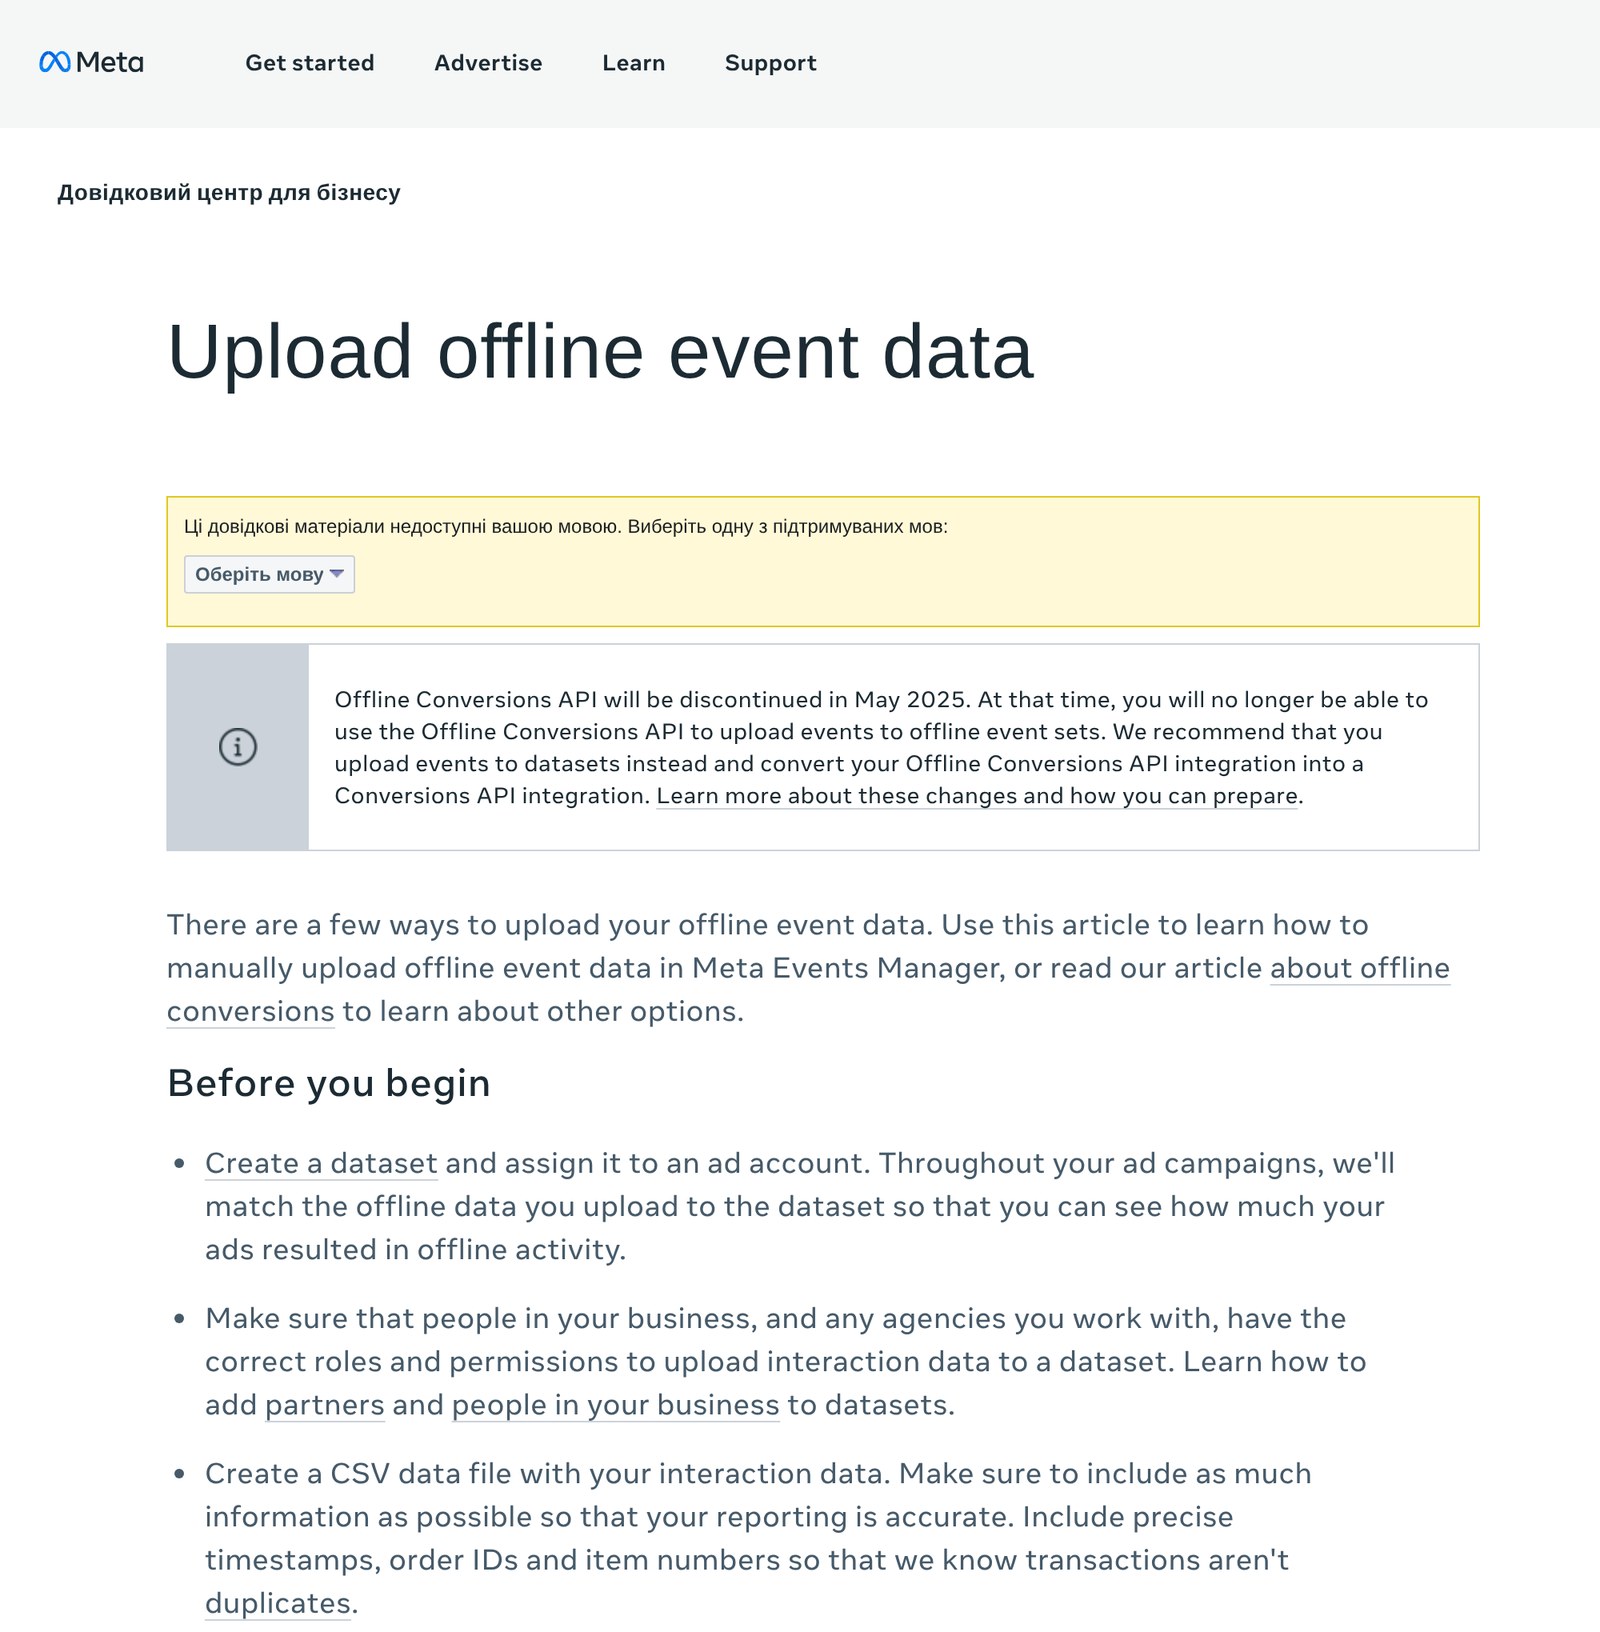 Meta
Get started
Advertise
Learn
Support
Довідковий центр для бізнесу
Upload offline event data
Ці довідкові матеріали недоступні вашою мовою. Виберіть одну з підтримуваних мов:
Оберіть мову
Offline Conversions API will be discontinued in May 2025. At that time, you will no longer be able to
use the Offline Conversions API to upload events to offline event sets. We recommend that you
upload events to datasets instead and convert your Offline Conversions API integration into a
Conversions API integration. Learn more about these changes and how you can prepare.
There are a few ways to upload your offline event data. Use this article to learn how to
manually upload offline event data in Meta Events Manager, or read our article about offline
conversions to learn about other options.
Before you begin
• Create a dataset and assign it to an ad account. Throughout your ad campaigns, we'll
match the offline data you upload to the dataset so that you can see how much your
ads resulted in offline activity.
• Make sure that people in your business, and any agencies you work with, have the
correct roles and permissions to upload interaction data to a dataset. Learn how to
add partners and people in your business to datasets.
• Create a CSV data file with your interaction data. Make sure to include as much
information as possible so that your reporting is accurate. Include precise
timestamps, order IDs and item numbers so that we know transactions aren't
duplicates.